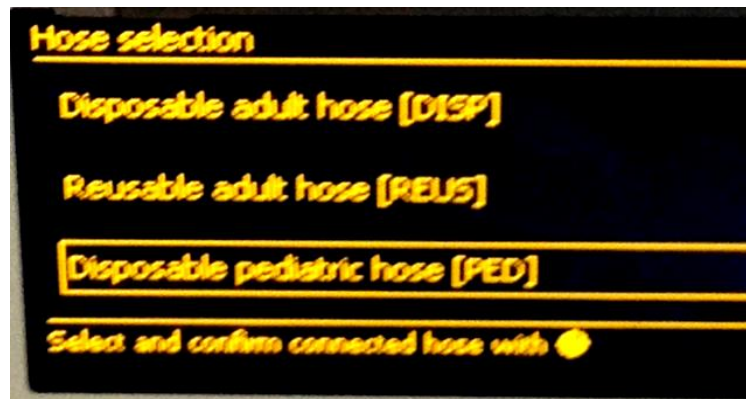 Hose selection
Disposable adult hose [DISP]
Reusable adult hose [REUS]
Disposable pediatric hose [PED]
Select and confirm connected hose with